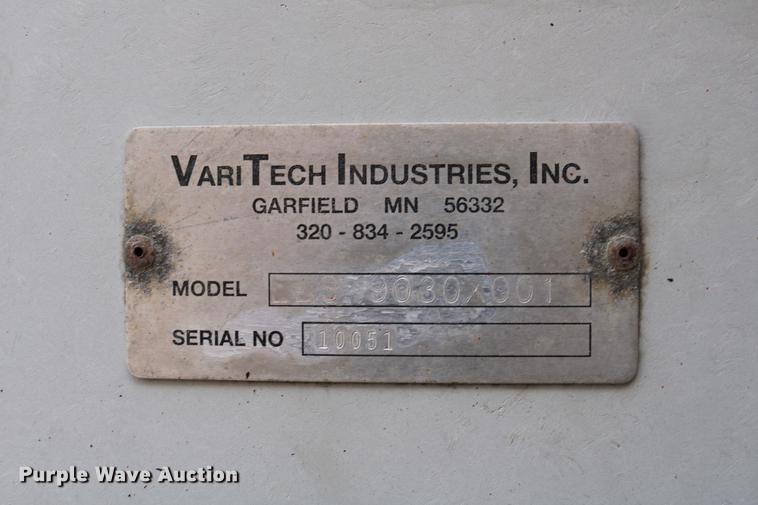 VARITECH INDUSTRIES, INC.
GARFIELD MN 56332
320 - 834 - 2595
MODEL
SERIAL NO 10051
Purple Wave Auction